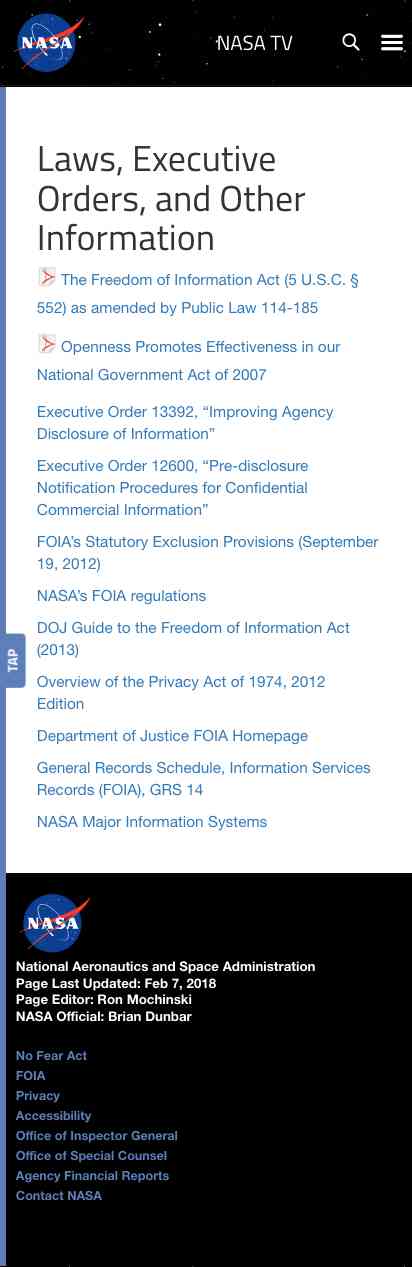 NASA
NASA TV
Laws, Executive
Orders, and Other
Information
The Freedom of Information Act (5 U.S.C. §
552) as amended by Public Law 114-185
Openness Promotes Effectiveness in our
National Government Act of 2007
Executive Order 13392, “Improving Agency
Disclosure of Information”
Executive Order 12600, “Pre-disclosure
Notification Procedures for Confidential
Commercial Information”
FOIA’s Statutory Exclusion Provisions (September
19, 2012)
NASA’s FOIA regulations
DOJ Guide to the Freedom of Information Act
(2013)
TAP
Overview of the Privacy Act of 1974, 2012
Edition
Department of Justice FOIA Homepage
General Records Schedule, Information Services
Records (FOIA), GRS 14
NASA Major Information Systems
NASA
National Aeronautics and Space Administration
Page Last Updated: Feb 7, 2018
Page Editor: Ron Mochinski
NASA Official: Brian Dunbar
No Fear Act
FOIA
Privacy
Accessibility
Office of Inspector General
Office of Special Counsel
Agency Financial Reports
Contact NASA